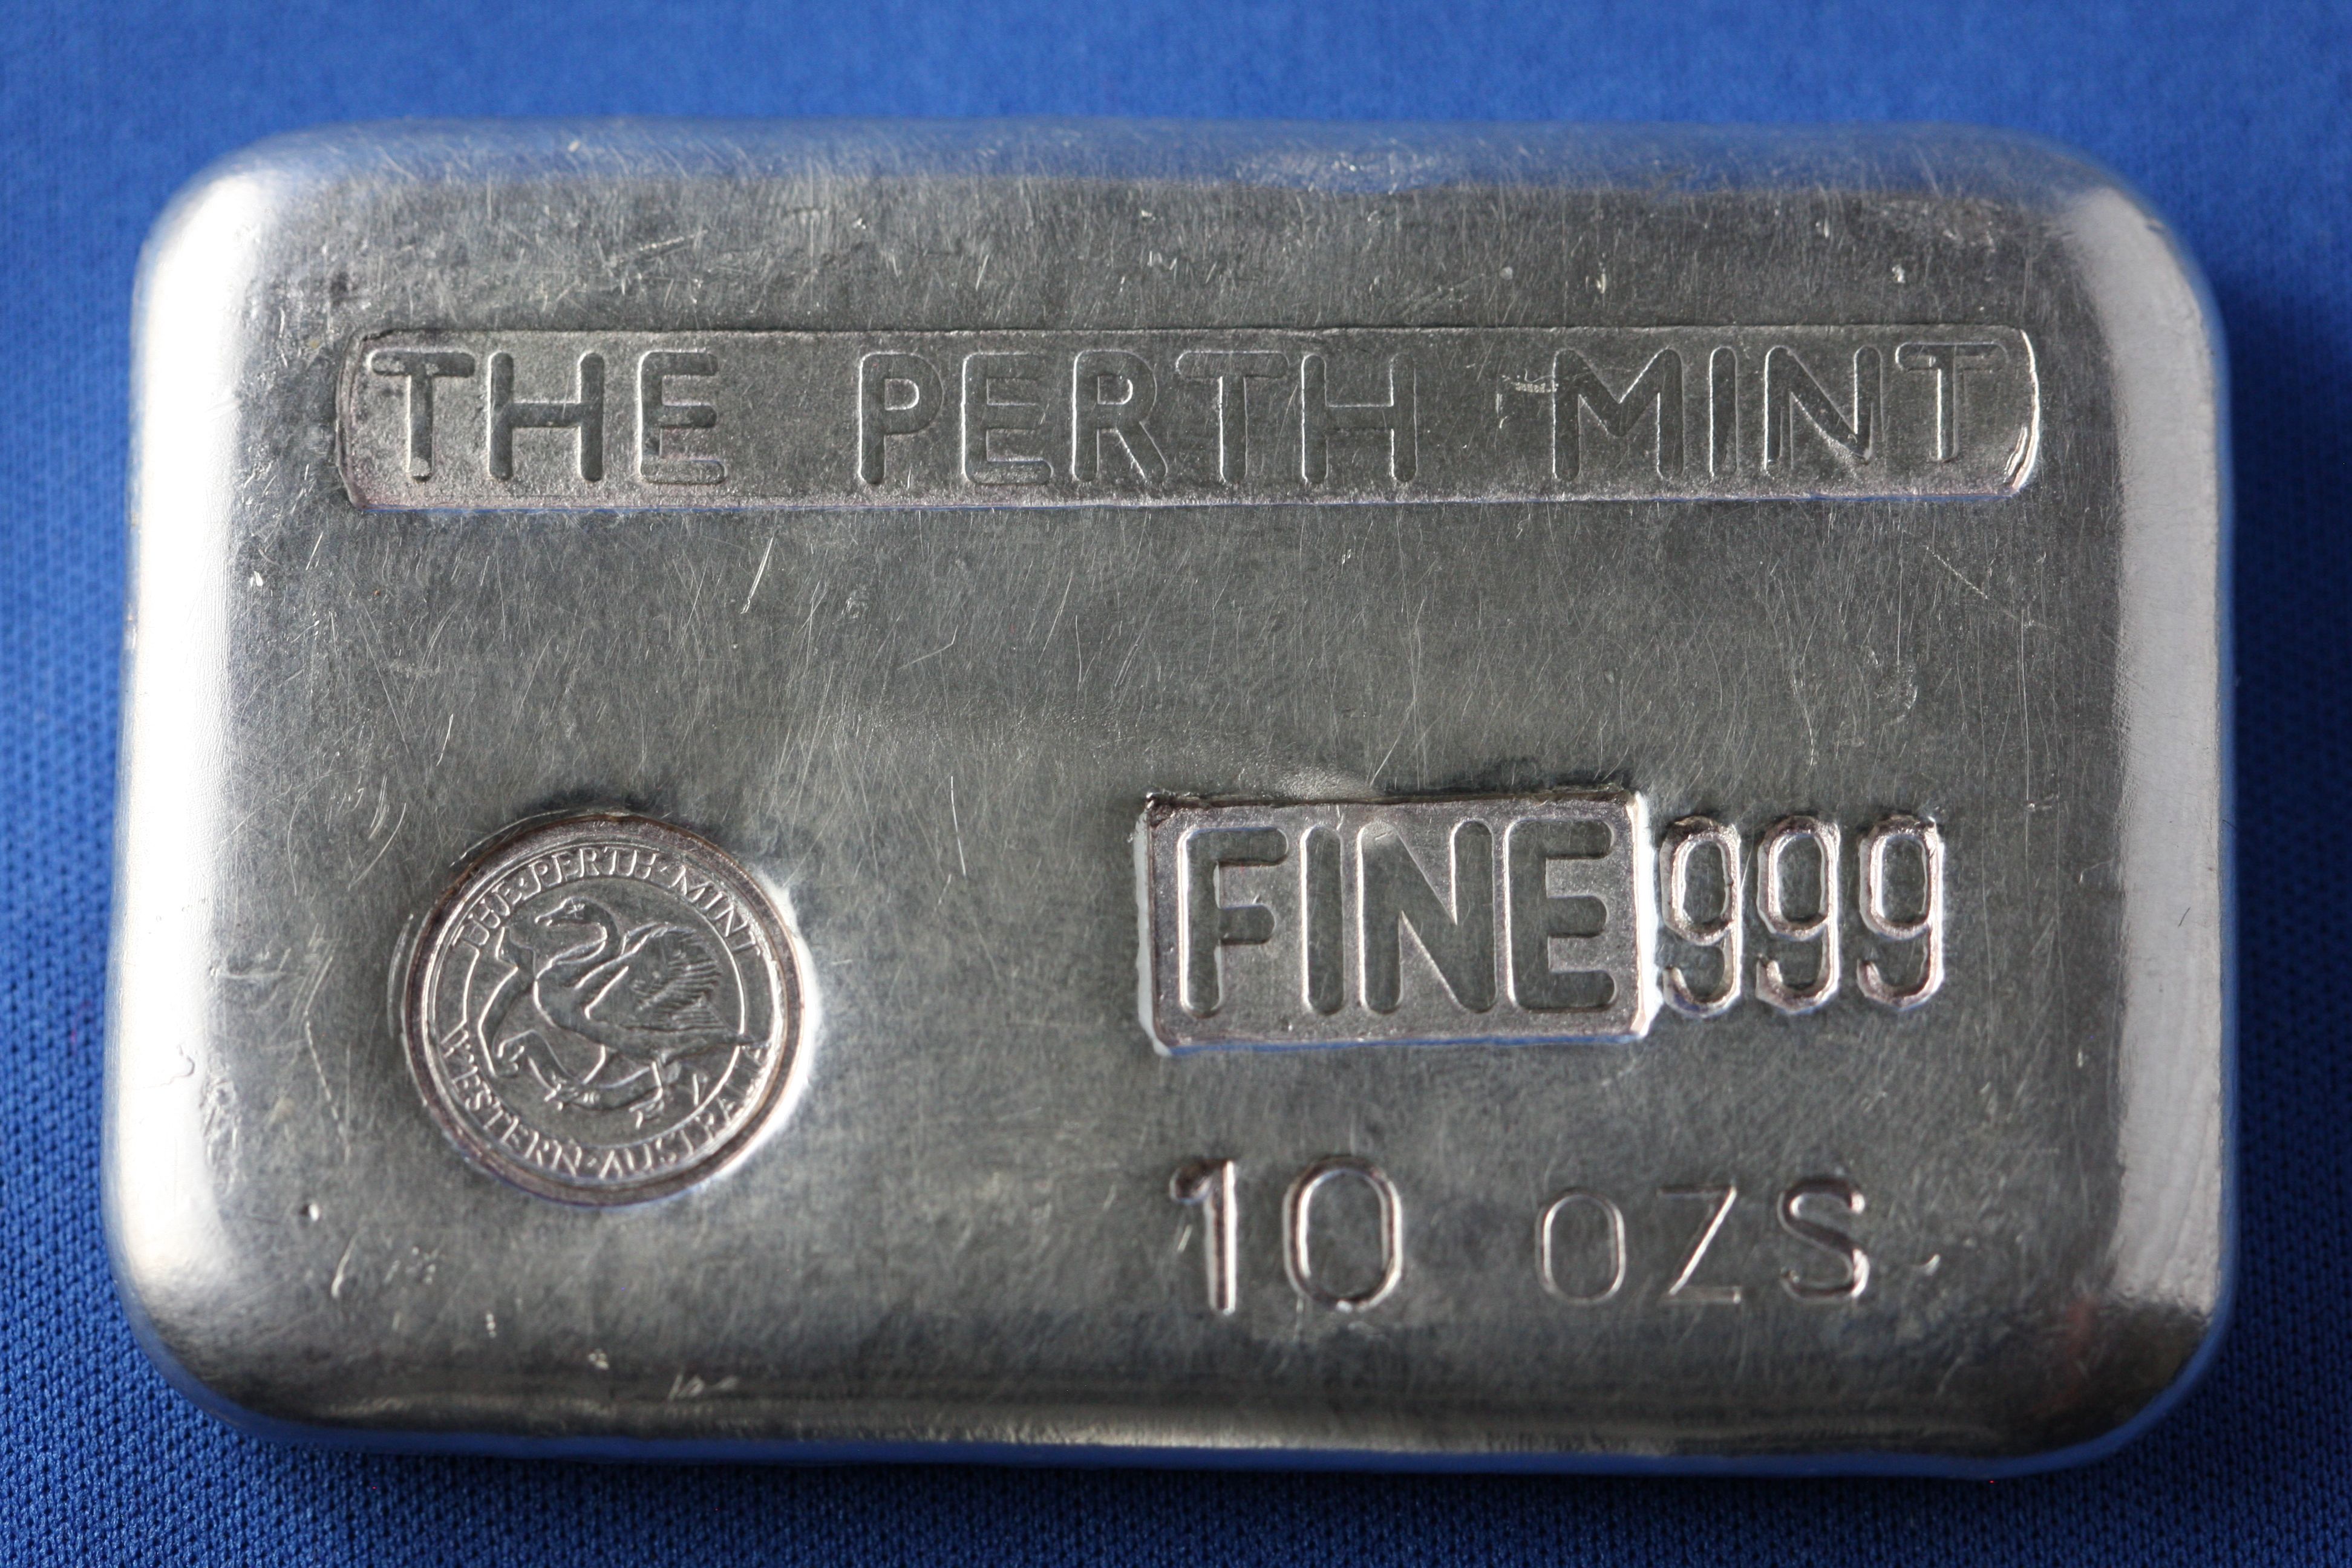 THE PERTH MINT
THE·PERTH·MINT
WESTERN·AUSTRALIA
FINE 999
10 OZS